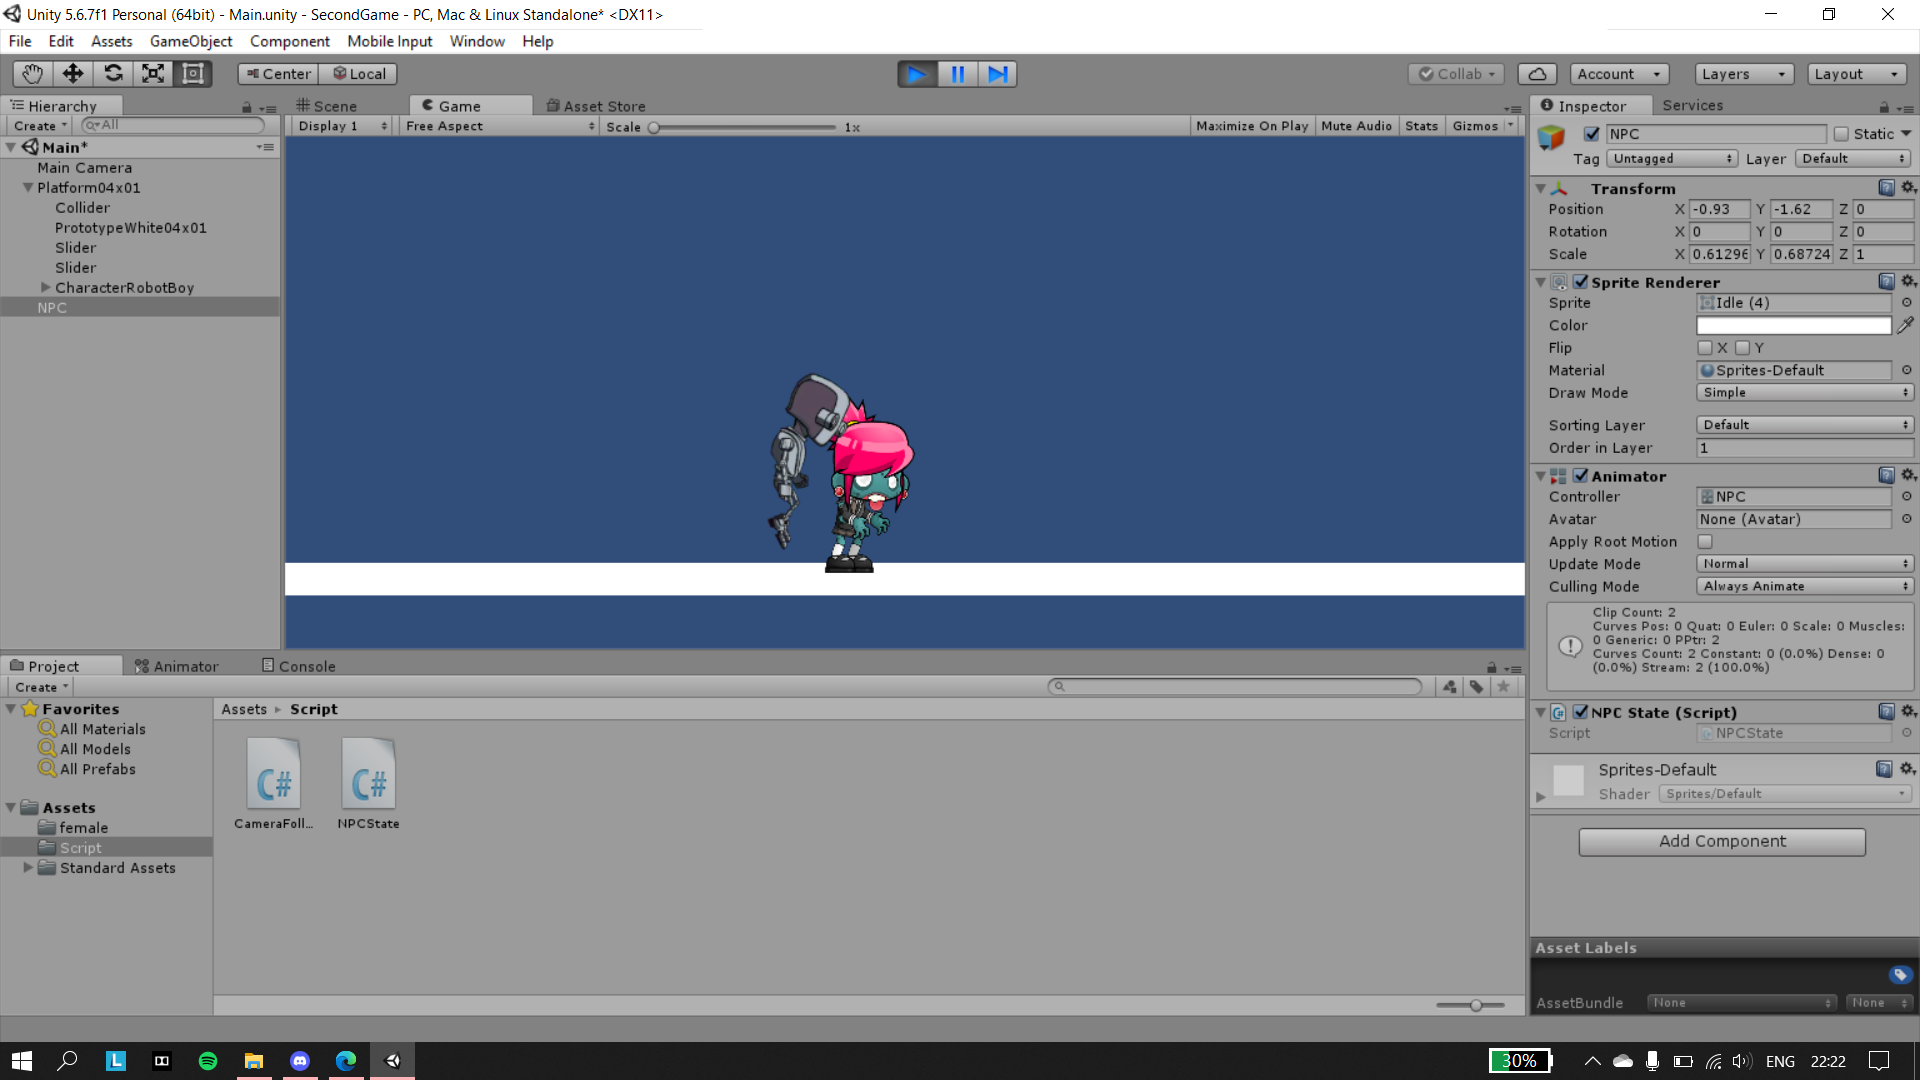 Unity 5.6.7f1 Personal (64bit) - Main.unity - SecondGame - PC, Mac & Linux Standalone* <DX11>
File Edit Assets GameObject Component Mobile Input Window Help
Center Local Collab Account Layers Layout
Hierarchy
Create All
Main*
Main Camera
Platform04x01
Collider
PrototypeWhite04x01
Slider
Slider
CharacterRobotBoy
NPC
Scene Game Asset Store
Display 1 Free Aspect Scale 1x Maximize On Play Mute Audio Stats Gizmos
Inspector Services
NPC Static
Tag Untagged Layer Default
Transform
Position X -0.93 Y -1.62 Z 0
Rotation X 0 Y 0 Z 0
Scale X 0.61296 Y 0.68724 Z 1
Sprite Renderer
Sprite Idle (4)
Color
Flip X Y
Material Sprites-Default
Draw Mode Simple
Sorting Layer Default
Order in Layer 1
Animator
Controller NPC
Avatar None (Avatar)
Apply Root Motion
Update Mode Normal
Culling Mode Always Animate
Clip Count: 2
Curves Pos: 0 Quat: 0 Euler: 0 Scale: 0 Muscles:
0 Generic: 0 PPtr: 2
Curves Count: 2 Constant: 0 (0.0%) Dense: 0
(0.0%) Stream: 2 (100.0%)
NPC State (Script)
Script NPCState
Sprites-Default
Shader Sprites/Default
Add Component
Asset Labels
AssetBundle None None
Project Animator Console
Create
Favorites
All Materials
All Models
All Prefabs
Assets
female
Script
Standard Assets
Assets Script
C# C#
CameraFoll... NPCState
L 30% ENG 22:22